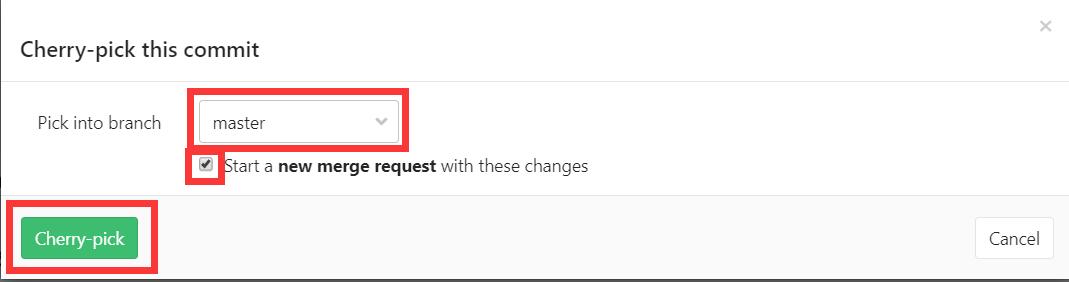 ×
Cherry-pick this commit
Pick into branch
master
Start a new merge request with these changes
Cherry-pick
Cancel